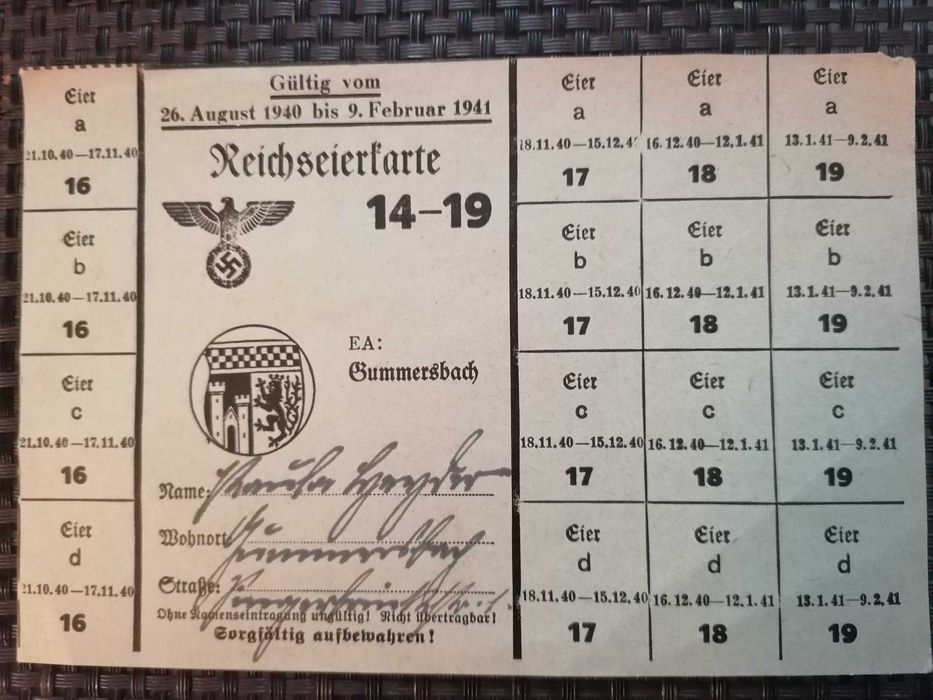 Eier
a
21.10.40—17.11.40
16
Eier
b
21.10.40—17.11.40
16
Eier
c
21.10.40—17.11.40
16
Eier
d
21.10.40—17.11.40
16
Gültig vom
26. August 1940 bis 9. Februar 1941
Reichseierkarte
14–19
EA:
Gummersbach
Name:
Wohnort: Gummersbach
Straße:
Ohne Namenseintragung ungültig! Nicht übertragbar!
Sorgfältig aufbewahren!
Eier
a
18.11.40—15.12.4
17
Eier
a
16.12.40—12.1.41
18
Eier
a
13.1.41—9.2.41
19
Eier
b
18.11.40—15.12.40
17
Eier
b
16.12.40—12.1.41
18
Eier
b
13.1.41—9.2.41
19
Eier
c
18.11.40—15.12.40
17
Eier
c
16.12.40—12.1.41
18
Eier
c
13.1.41—9.2.41
19
Eier
d
18.11.40—15.12.40
17
Eier
d
16.12.40—12.1.41
18
Eier
d
13.1.41—9.2.41
19